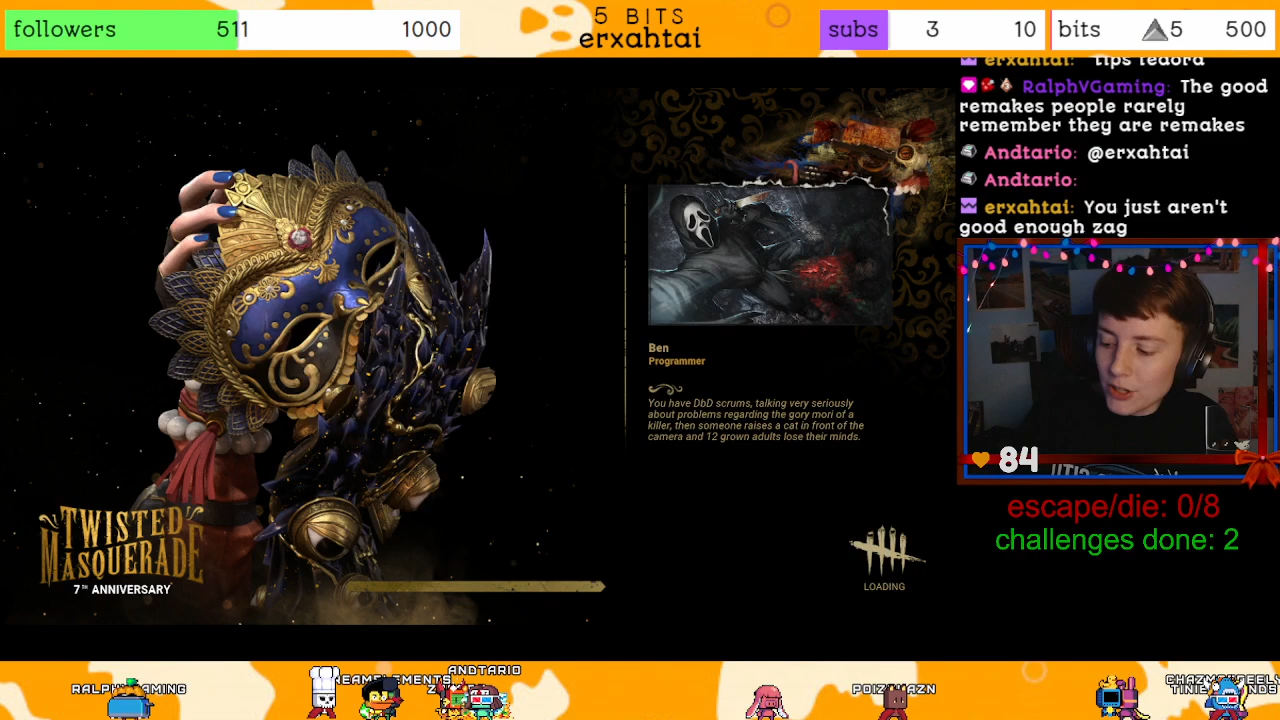 followers 511 1000
5 BITS
erxahtai
subs 3 10
bits 5 500
erxahtai: *tips fedora*
RalphVGaming: The good
remakes people rarely
remember they are remakes
Andtario: @erxahtai
Andtario:
erxahtai: You just aren't
good enough zag
Ben
Programmer
You have DbD scrums, talking very seriously
about problems regarding the gory mori of a
killer, then someone raises a cat in front of the
camera and 12 grown adults lose their minds.
84
escape/die: 0/8
challenges done: 2
TWISTED
MASQUERADE
7TH ANNIVERSARY
LOADING
ANDTARIO